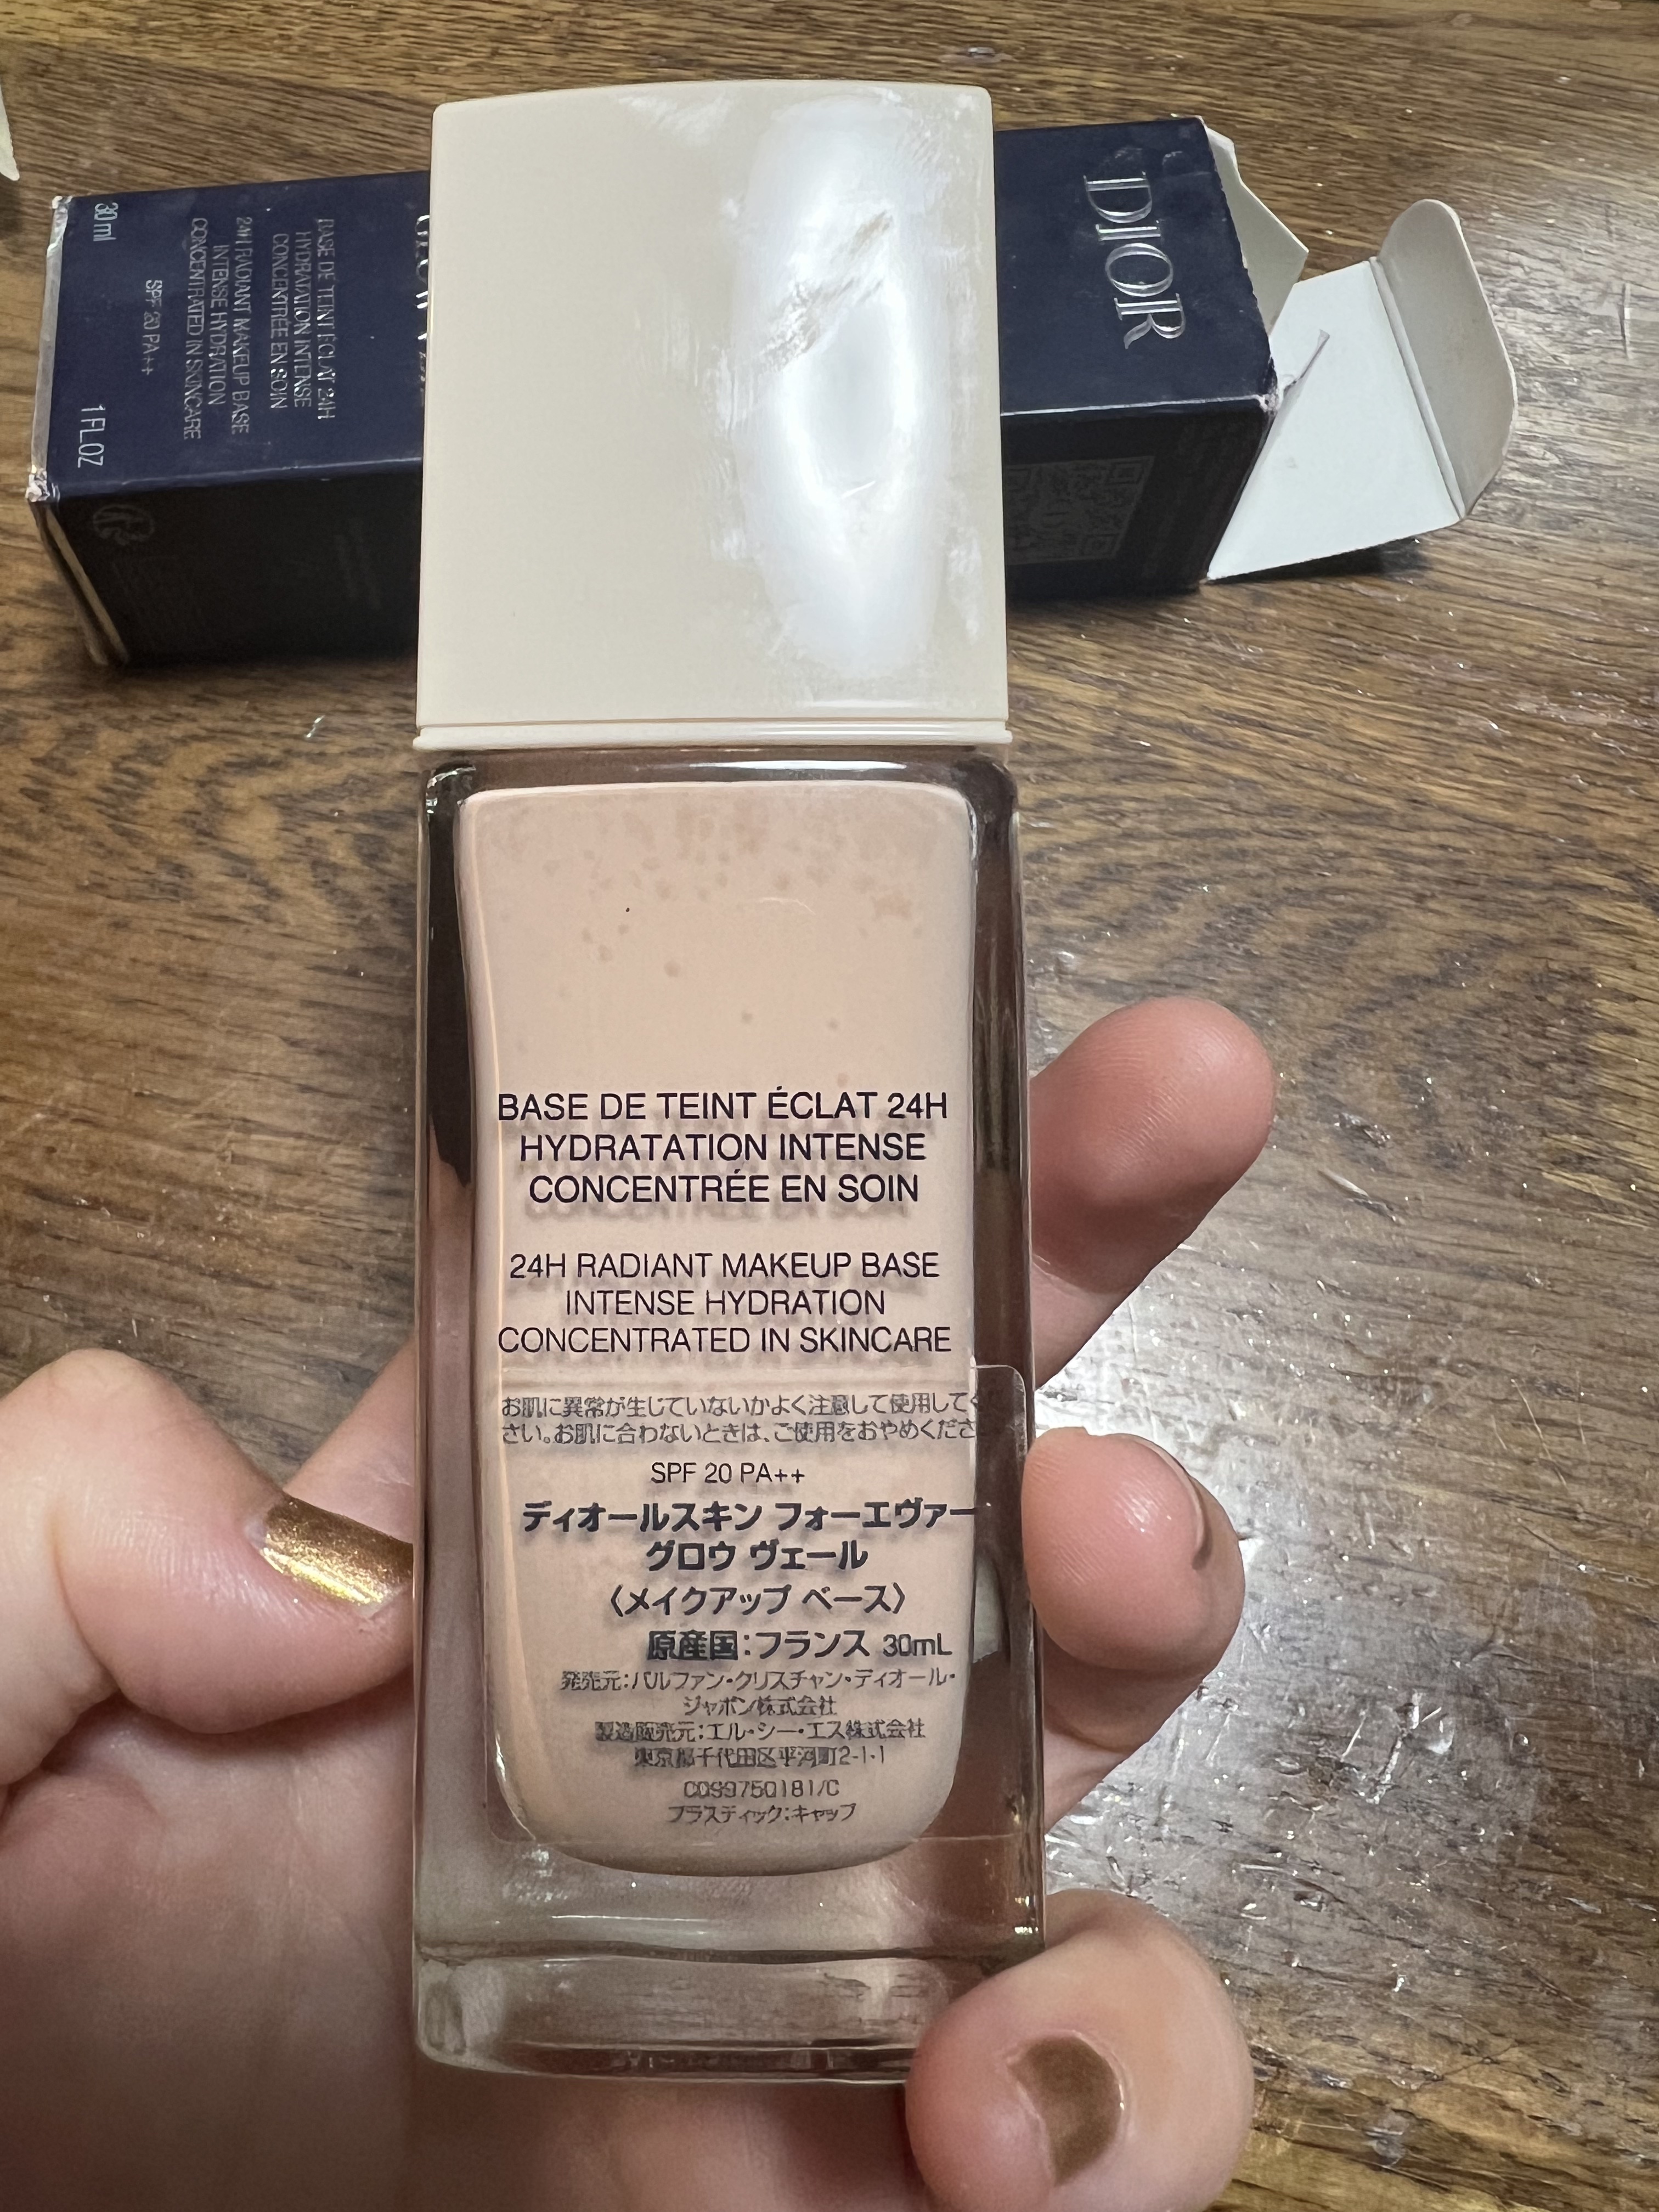 DIOR
BASE DE TEINT ÉCLAT 24H
HYDRATATION INTENSE
CONCENTRÉE EN SOIN
24H RADIANT MAKEUP BASE
INTENSE HYDRATION
CONCENTRATED IN SKINCARE
SPF 20 PA++
30 ml
1 FL OZ
BASE DE TEINT ÉCLAT 24H
HYDRATATION INTENSE
CONCENTRÉE EN SOIN
24H RADIANT MAKEUP BASE
INTENSE HYDRATION
CONCENTRATED IN SKINCARE
お肌に異常が生じていないかよく注意して使用してく
さい。お肌に合わないときは、ご使用をおやめくださ
SPF 20 PA++
ディオールスキン フォーエヴァー
グロウ ヴェール
〈メイクアップ ベース〉
原産国:フランス 30mL
発売元:パルファン・クリスチャン・ディオール・
ジャポン株式会社
製造販売元:エル・シー・エス株式会社
東京都千代田区平河町2-1-1
COS9750181/C
プラスティック:キャップ